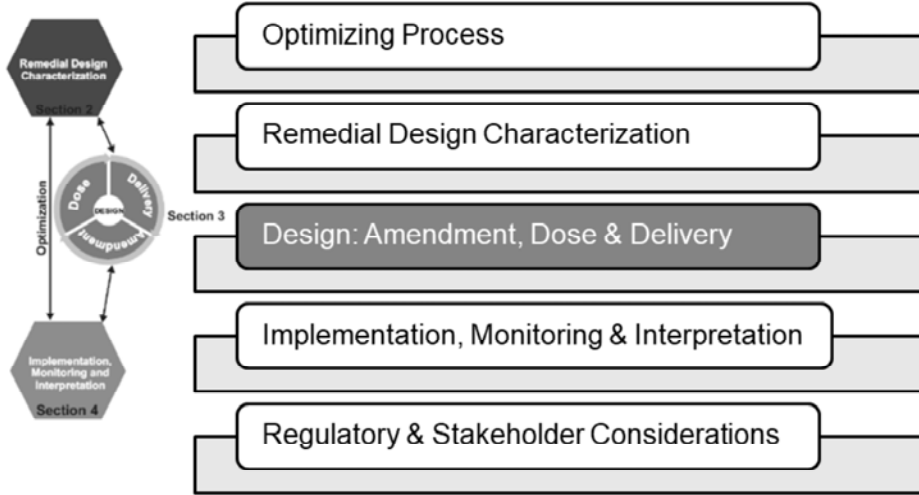 Remedial Design
Characterization
Section 2
Optimization
Dose
Delivery
DESIGN
Amendment
Section 3
Implementation,
Monitoring and
Interpretation
Section 4
Optimizing Process
Remedial Design Characterization
Design: Amendment, Dose & Delivery
Implementation, Monitoring & Interpretation
Regulatory & Stakeholder Considerations